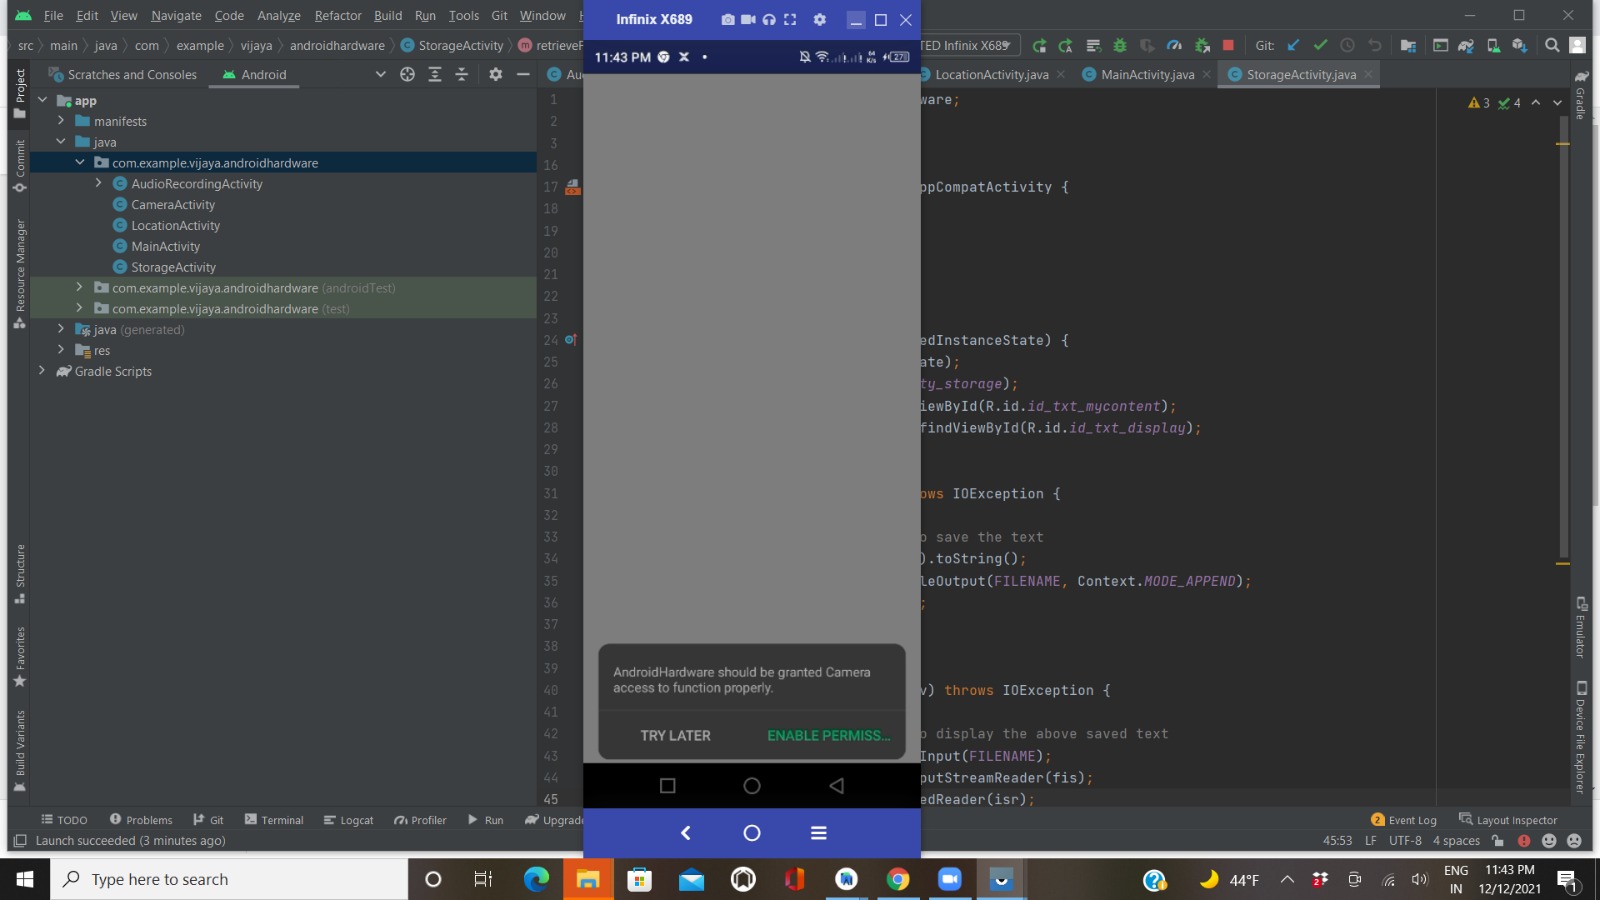 File Edit View Navigate Code Analyze Refactor Build Run Tools Git Window
Infinix X689
src main java com example vijaya androidhardware StorageActivity
TED Infinix X689
Git:
11:43 PM
27
Scratches and Consoles
Android
LocationActivity.java
MainActivity.java
StorageActivity.java
Project
Commit
Resource Manager
Structure
Favorites
Build Variants
app
manifests
java
com.example.vijaya.androidhardware
AudioRecordingActivity
CameraActivity
LocationActivity
MainActivity
StorageActivity
com.example.vijaya.androidhardware (androidTest)
com.example.vijaya.androidhardware (test)
java (generated)
res
Gradle Scripts
3 4
1 ware;
2
3
16
17 ppCompatActivity {
18
19
20
21
22
23
24 edInstanceState) {
25 ate);
26 ty_storage);
27 iewById(R.id.id_txt_mycontent);
28 findViewById(R.id.id_txt_display);
29
30
31 ows IOException {
32
33 o save the text
34 ).toString();
35 leOutput(FILENAME, Context.MODE_APPEND);
36 ;
37
38
39
40 v) throws IOException {
41
42 o display the above saved text
43 Input(FILENAME);
44 putStreamReader(fis);
45 edReader(isr);
AndroidHardware should be granted Camera
access to function properly.
TRY LATER
ENABLE PERMISS...
Gradle
Emulator
Device File Explorer
TODO Problems Git Terminal Logcat Profiler Run Upgrade
2 Event Log Layout Inspector
Launch succeeded (3 minutes ago)
45:53 LF UTF-8 4 spaces
Type here to search
44°F
2
ENG
IN
11:43 PM
12/12/2021
1